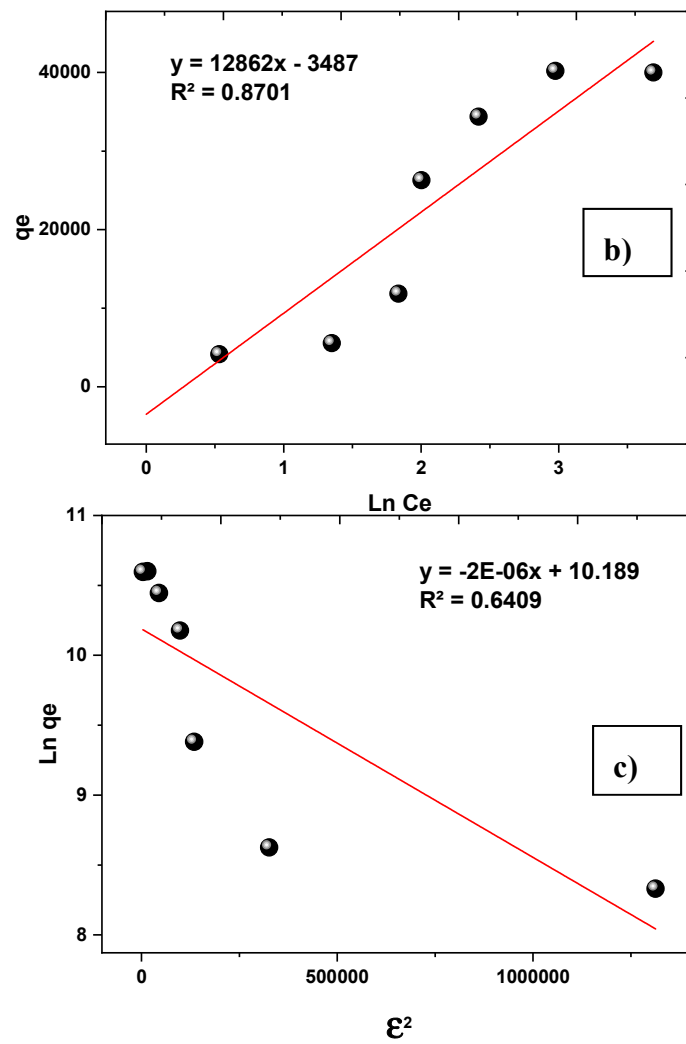 y = 12862x - 3487
R² = 0.8701
40000
20000
0
qe
b)
0 1 2 3
Ln Ce
11
10
9
8
Ln qe
y = -2E-06x + 10.189
R² = 0.6409
c)
0 500000 1000000
ε²